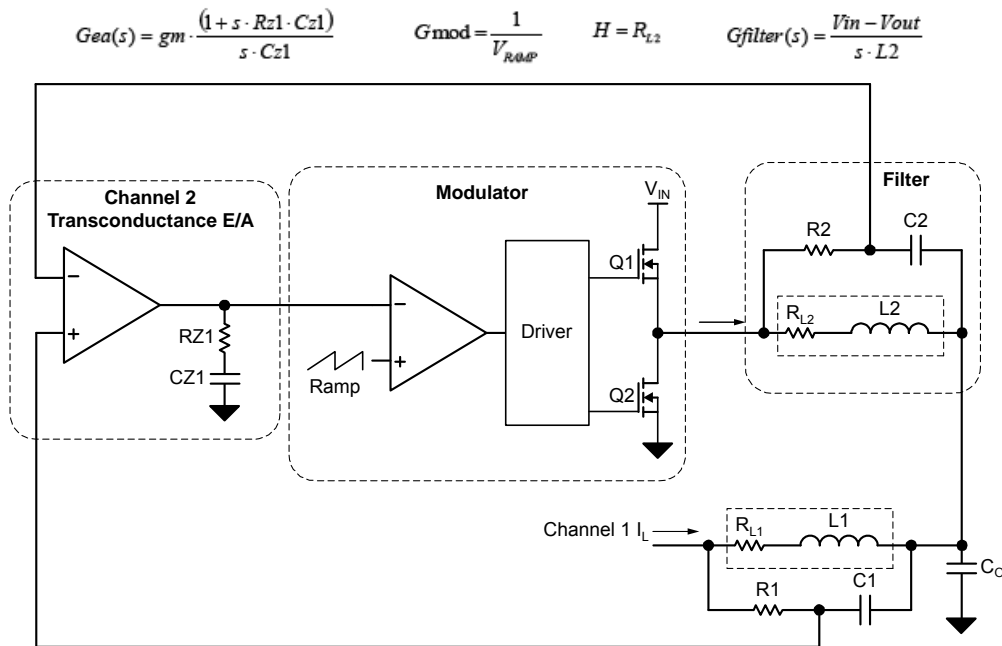 Gea(s) = gm · (1 + s · Rz1 · Cz1) / s · Cz1
Gmod = 1 / V_RAMP
H = R_L2
Gfilter(s) = Vin − Vout / s · L2
Channel 2
Transconductance E/A
Modulator
Filter
V_IN
R2
C2
Q1
−
+
−
+
RZ1
CZ1
Ramp
Driver
R_L2
L2
Q2
Channel 1 I_L
R_L1
L1
R1
C1
C_O